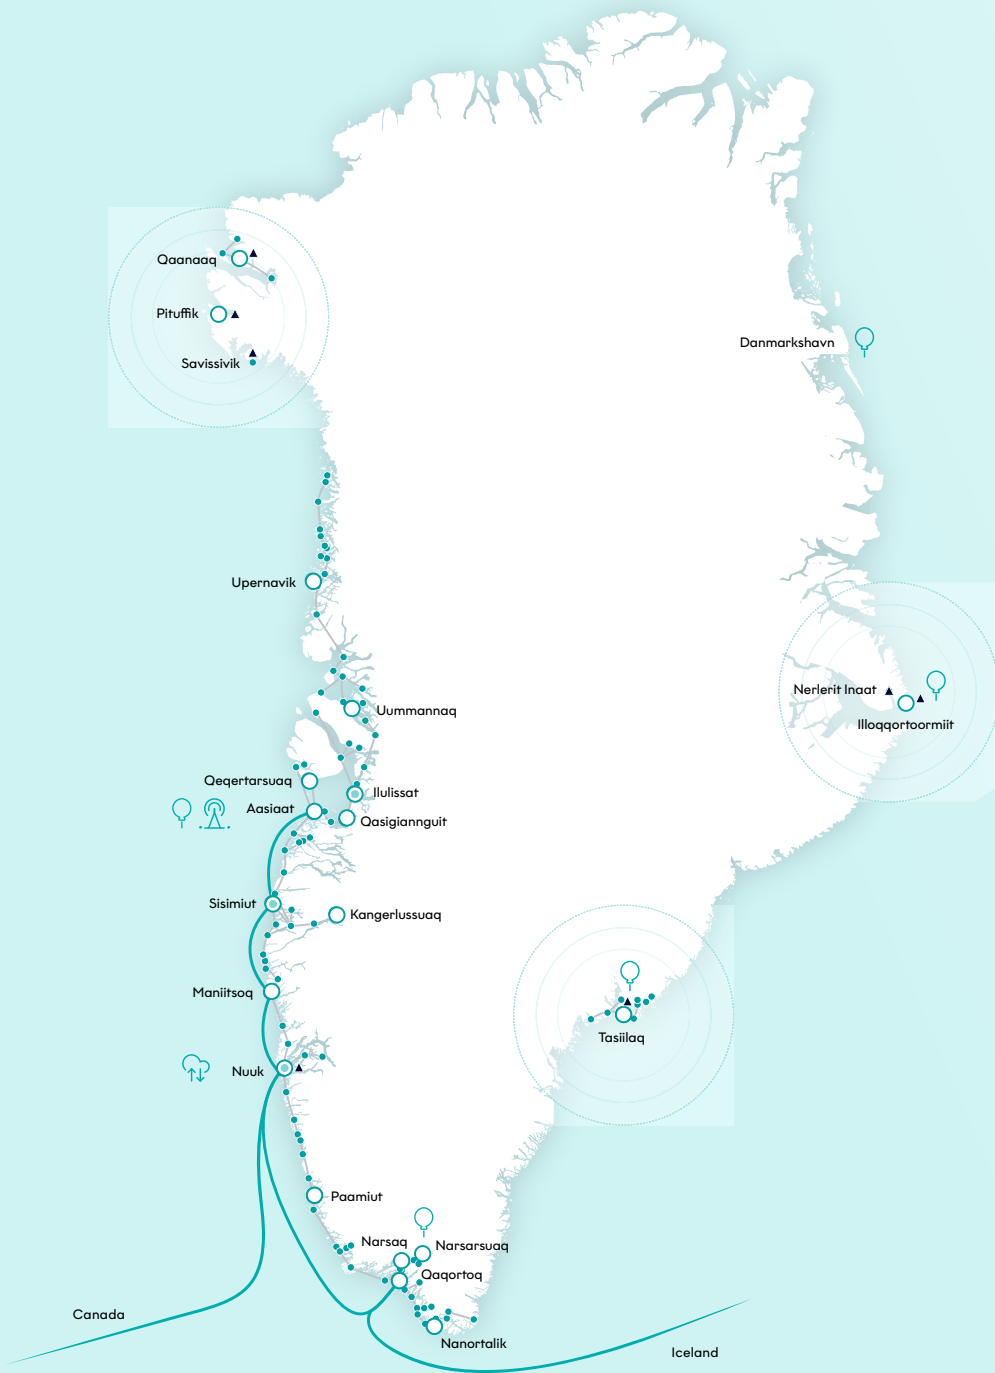 Qaanaaq
Pituffik
Savissivik
Danmarkshavn
Upernavik
Nerlerit Inaat
Uummannaq
Illoqqortoormiit
Qeqertarsuaq
Ilulissat
Aasiaat
Qasigiannguit
Sisimiut
Kangerlussuaq
Maniitsoq
Tasiilaq
Nuuk
Paamiut
Narsaq
Narsarsuaq
Qaqortoq
Canada
Nanortalik
Iceland